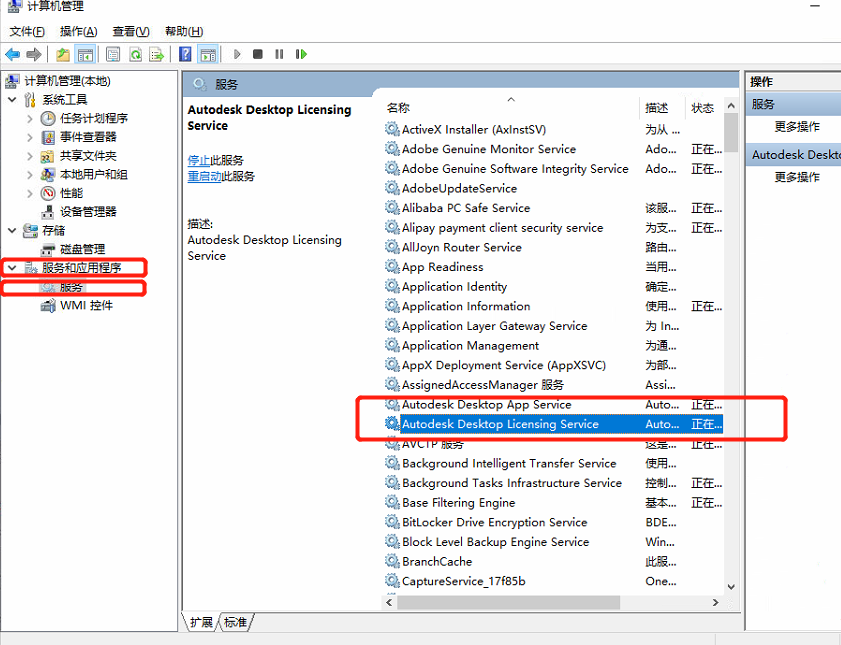 计算机管理
文件(F) 操作(A) 查看(V) 帮助(H)
计算机管理(本地)
系统工具
任务计划程序
事件查看器
共享文件夹
本地用户和组
性能
设备管理器
存储
磁盘管理
服务和应用程序
服务
WMI 控件
服务
Autodesk Desktop Licensing
Service
停止此服务
重启动此服务
描述:
Autodesk Desktop Licensing
Service
名称 描述 状态
ActiveX Installer (AxInstSV) 为从 ...
Adobe Genuine Monitor Service Ado... 正在...
Adobe Genuine Software Integrity Service Ado... 正在...
AdobeUpdateService
Alibaba PC Safe Service 该服... 正在...
Alipay payment client security service 为支... 正在...
AllJoyn Router Service 路由...
App Readiness 当用...
Application Identity 确定...
Application Information 使用... 正在...
Application Layer Gateway Service 为 In...
Application Management 为通...
AppX Deployment Service (AppXSVC) 为部...
AssignedAccessManager 服务 Assi...
Autodesk Desktop App Service Auto... 正在...
Autodesk Desktop Licensing Service Auto... 正在...
AVCTP 服务 这是... 正在...
Background Intelligent Transfer Service 使用...
Background Tasks Infrastructure Service 控制... 正在...
Base Filtering Engine 基本... 正在...
BitLocker Drive Encryption Service BDE...
Block Level Backup Engine Service Win...
BranchCache 此服...
CaptureService_17f85b One...
扩展 标准
操作
服务
更多操作
Autodesk Deskto
更多操作